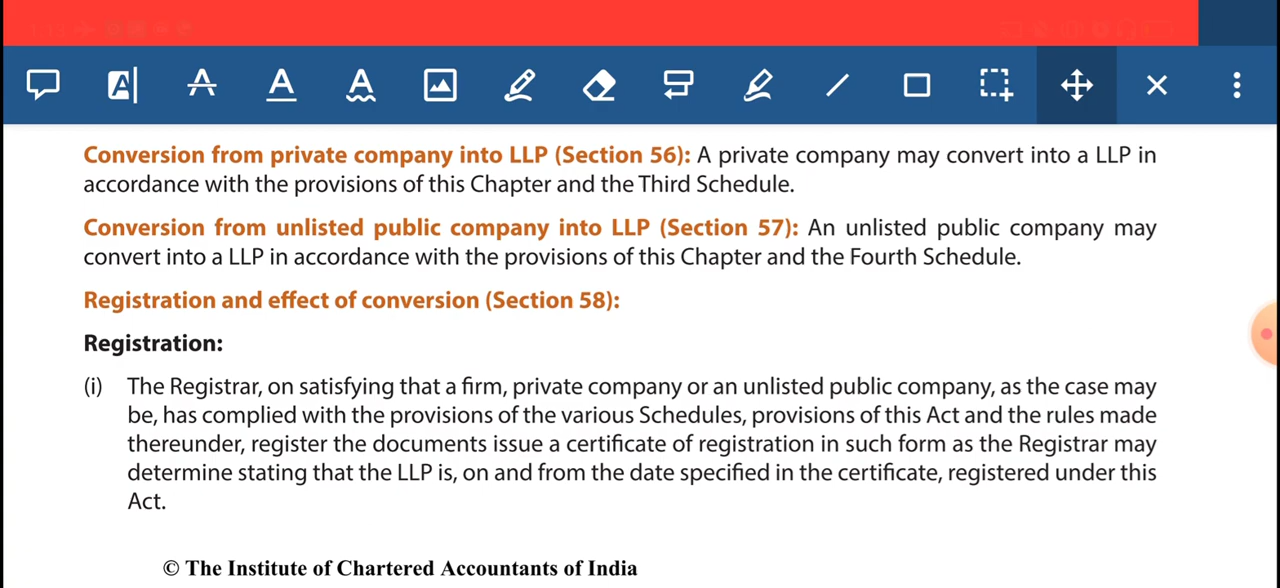 Conversion from private company into LLP (Section 56): A private company may convert into a LLP in
accordance with the provisions of this Chapter and the Third Schedule.
Conversion from unlisted public company into LLP (Section 57): An unlisted public company may
convert into a LLP in accordance with the provisions of this Chapter and the Fourth Schedule.
Registration and effect of conversion (Section 58):
Registration:
(i) The Registrar, on satisfying that a firm, private company or an unlisted public company, as the case may
be, has complied with the provisions of the various Schedules, provisions of this Act and the rules made
thereunder, register the documents issue a certificate of registration in such form as the Registrar may
determine stating that the LLP is, on and from the date specified in the certificate, registered under this
Act.
© The Institute of Chartered Accountants of India